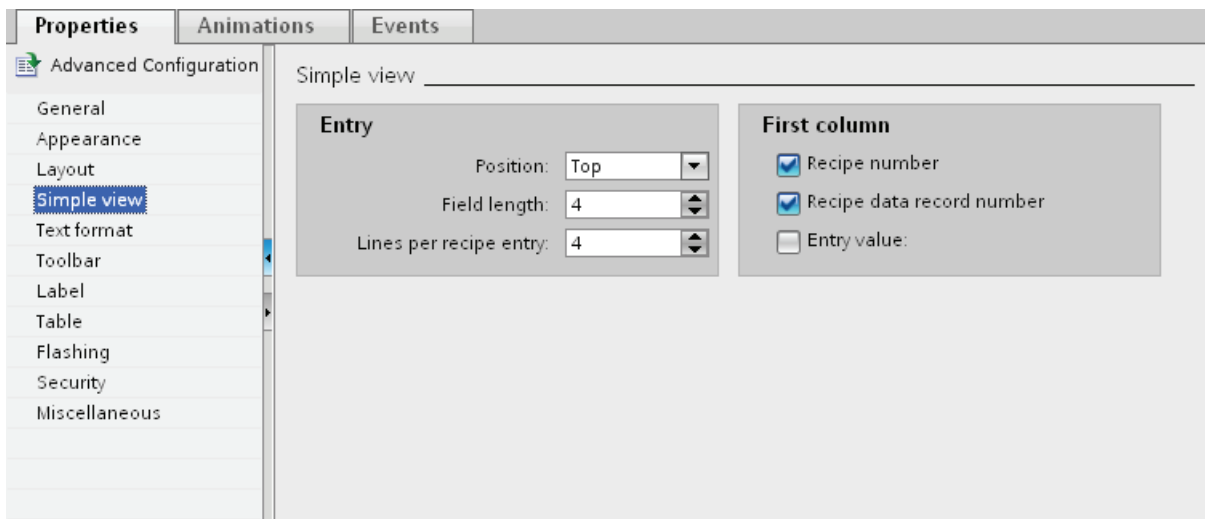 Properties Animations Events
Advanced Configuration
General
Appearance
Layout
Simple view
Text format
Toolbar
Label
Table
Flashing
Security
Miscellaneous
Simple view
Entry
Position: Top
Field length: 4
Lines per recipe entry: 4
First column
Recipe number
Recipe data record number
Entry value: